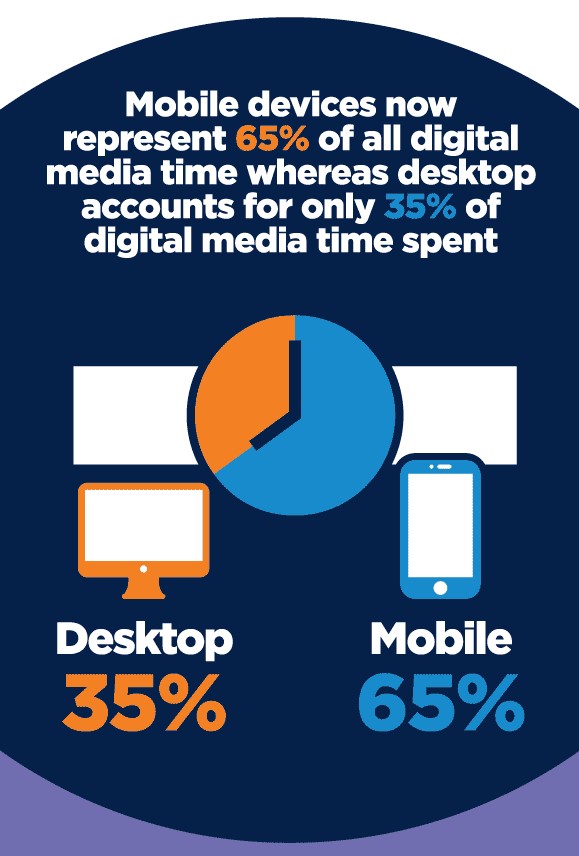 Mobile devices now
represent 65% of all digital
media time whereas desktop
accounts for only 35% of
digital media time spent
Desktop
35%
Mobile
65%